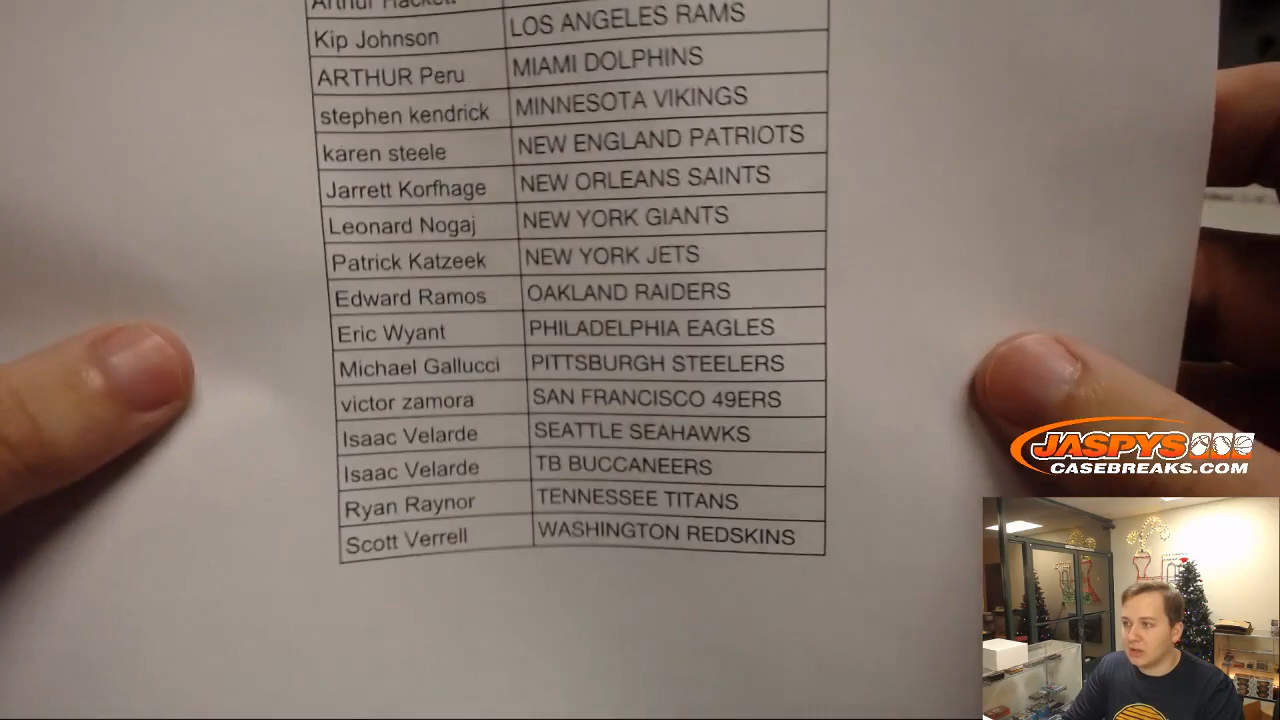 Arthur Hackett
Kip Johnson LOS ANGELES RAMS
ARTHUR Peru MIAMI DOLPHINS
stephen kendrick MINNESOTA VIKINGS
karen steele NEW ENGLAND PATRIOTS
Jarrett Korfhage NEW ORLEANS SAINTS
Leonard Nogaj NEW YORK GIANTS
Patrick Katzeek NEW YORK JETS
Edward Ramos OAKLAND RAIDERS
Eric Wyant PHILADELPHIA EAGLES
Michael Gallucci PITTSBURGH STEELERS
victor zamora SAN FRANCISCO 49ERS
Isaac Velarde SEATTLE SEAHAWKS
Isaac Velarde TB BUCCANEERS
Ryan Raynor TENNESSEE TITANS
Scott Verrell WASHINGTON REDSKINS
JASPYS
CASEBREAKS.COM